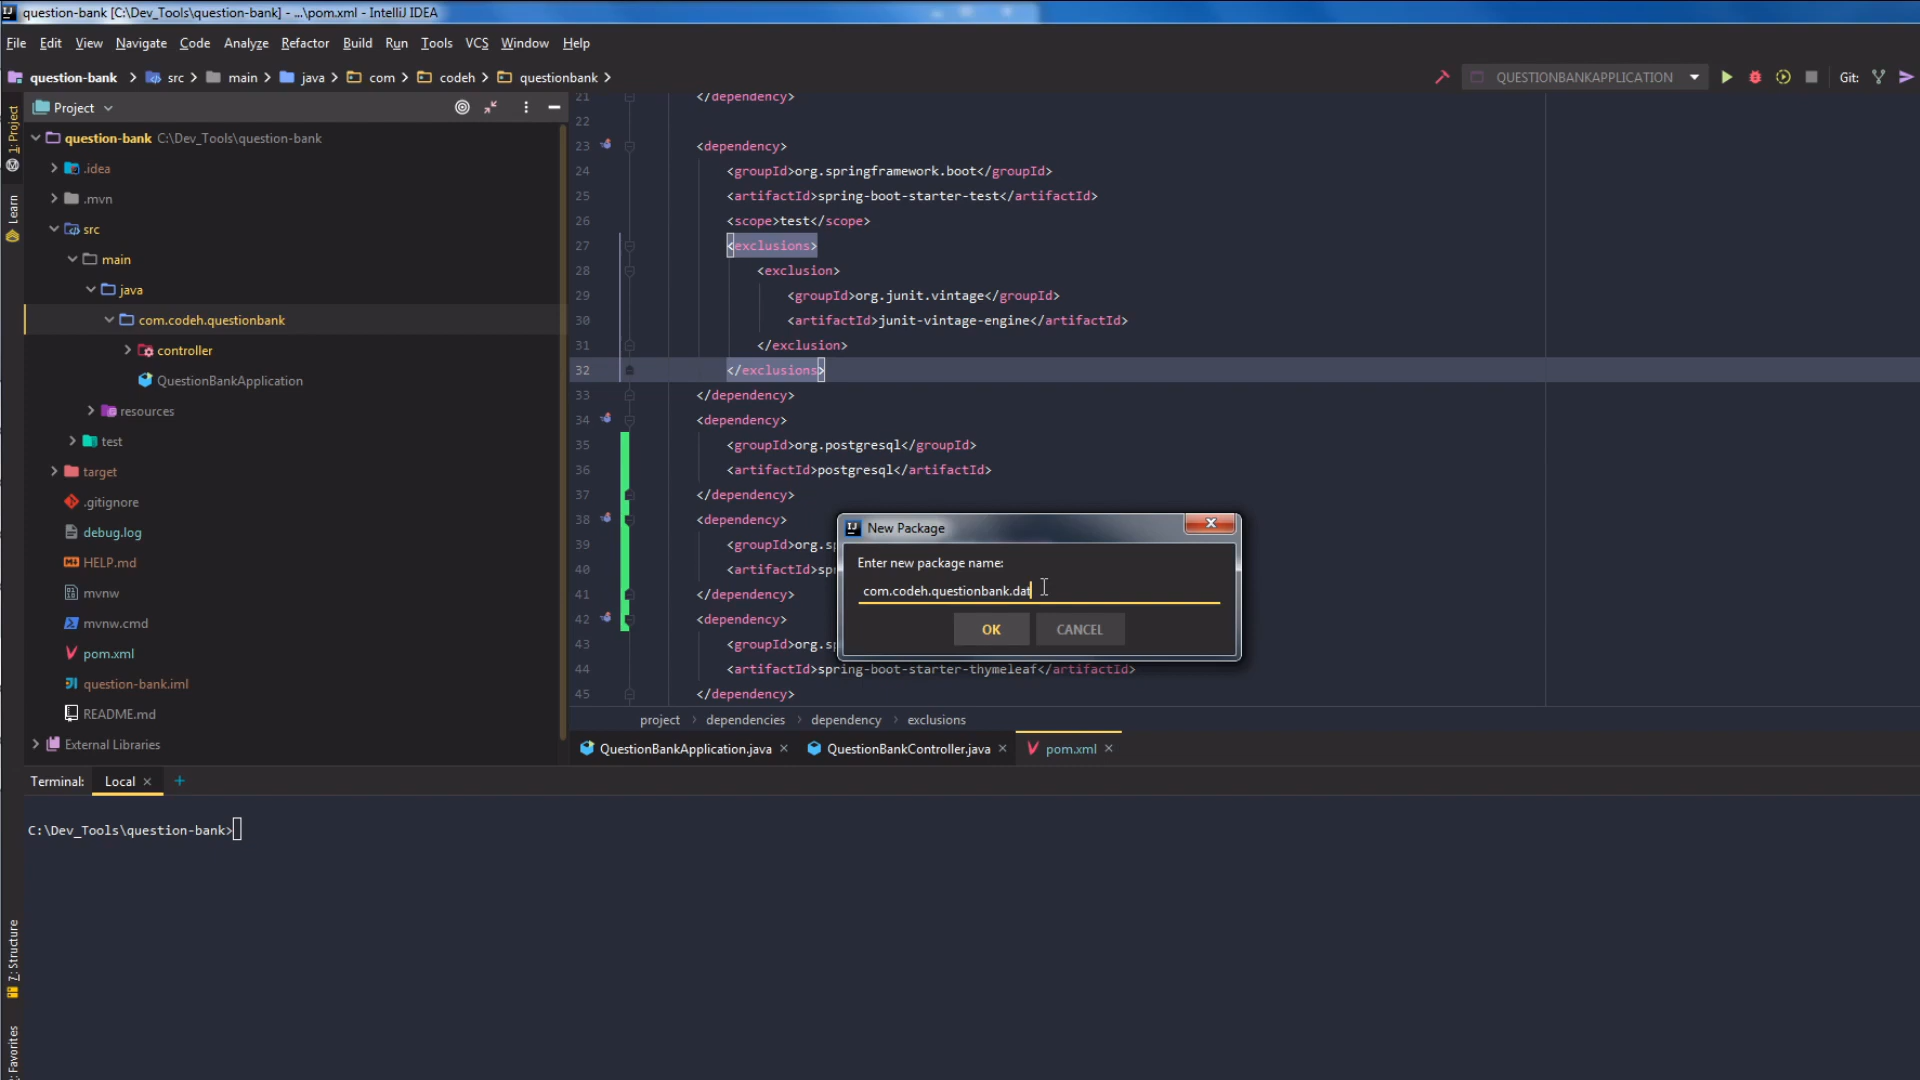 question-bank [C:\Dev_Tools\question-bank] - ...\pom.xml - IntelliJ IDEA
File Edit View Navigate Code Analyze Refactor Build Run Tools VCS Window Help
question-bank src main java com codeh questionbank
QUESTIONBANKAPPLICATION Git:
1: Project
Learn
7: Structure
2: Favorites
Project
question-bank C:\Dev_Tools\question-bank
.idea
.mvn
src
main
java
com.codeh.questionbank
controller
QuestionBankApplication
resources
test
target
.gitignore
debug.log
HELP.md
mvnw
mvnw.cmd
pom.xml
question-bank.iml
README.md
External Libraries
21 </dependency>
22
23 <dependency>
24 <groupId>org.springframework.boot</groupId>
25 <artifactId>spring-boot-starter-test</artifactId>
26 <scope>test</scope>
27 <exclusions>
28 <exclusion>
29 <groupId>org.junit.vintage</groupId>
30 <artifactId>junit-vintage-engine</artifactId>
31 </exclusion>
32 </exclusions>
33 </dependency>
34 <dependency>
35 <groupId>org.postgresql</groupId>
36 <artifactId>postgresql</artifactId>
37 </dependency>
38 <dependency>
39 <groupId>org.sp
40 <artifactId>spr
41 </dependency>
42 <dependency>
43 <groupId>org.sp
44 <artifactId>spring-boot-starter-thymeleaf</artifactId>
45 </dependency>
New Package
Enter new package name:
com.codeh.questionbank.dat
OK CANCEL
project dependencies dependency exclusions
QuestionBankApplication.java QuestionBankController.java pom.xml
Terminal: Local +
C:\Dev_Tools\question-bank>